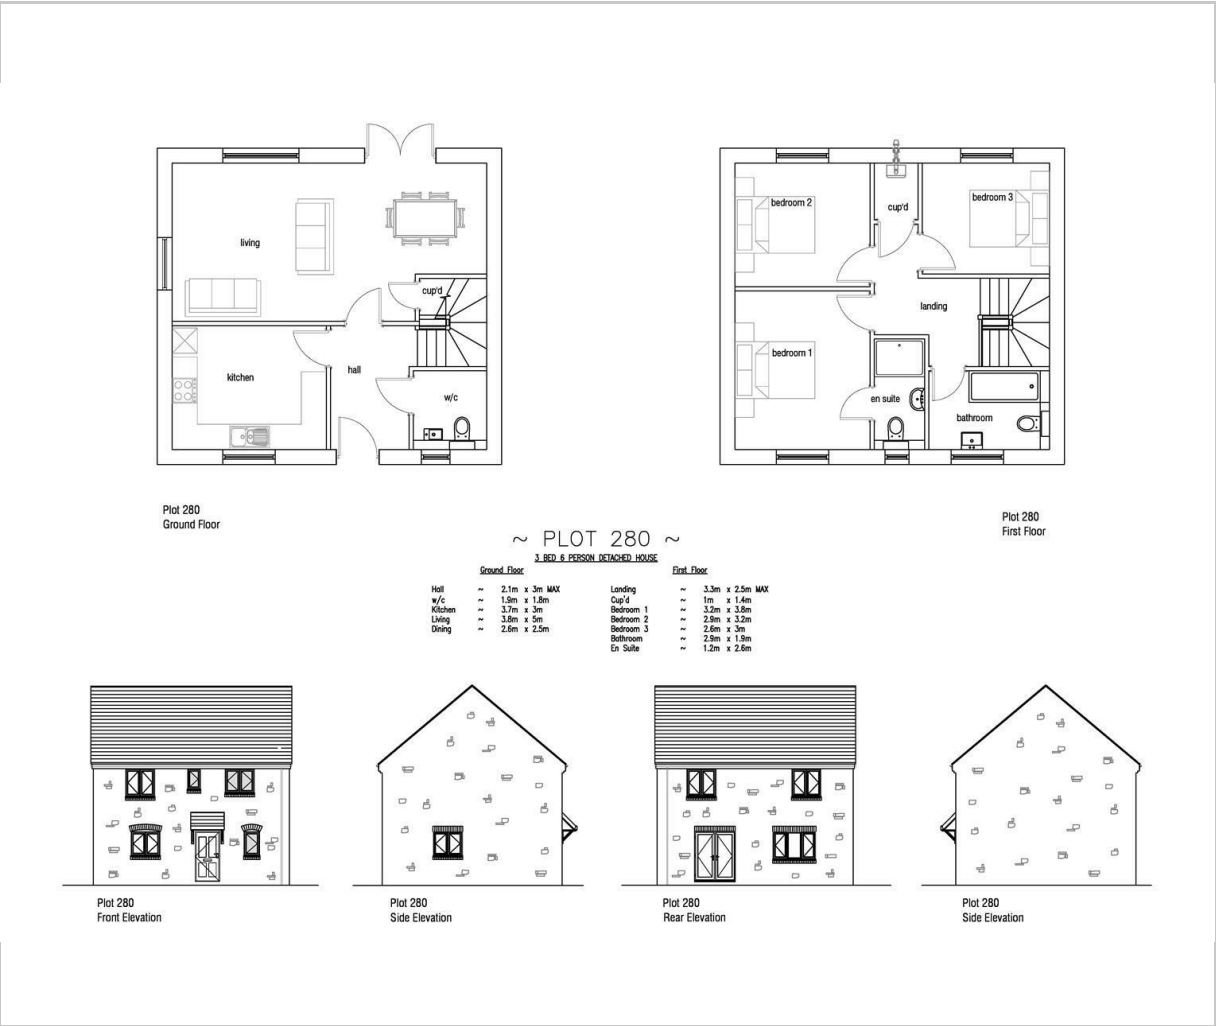 living
cup'd
kitchen
hall
w/c
bedroom 2
cup'd
bedroom 3
landing
bedroom 1
en suite
bathroom
Plot 280
Ground Floor
Plot 280
First Floor
~ PLOT 280 ~
3 BED 6 PERSON DETACHED HOUSE
Ground Floor
Hall ~ 2.1m x 3m MAX
w/c ~ 1.9m x 1.8m
Kitchen ~ 3.7m x 3m
Living ~ 3.8m x 5m
Dining ~ 2.6m x 2.5m
First Floor
Landing ~ 3.3m x 2.5m MAX
Cup'd ~ 1m x 1.4m
Bedroom 1 ~ 3.2m x 3.8m
Bedroom 2 ~ 2.9m x 3.2m
Bedroom 3 ~ 2.6m x 3m
Bathroom ~ 2.9m x 1.9m
En Suite ~ 1.2m x 2.6m
Plot 280
Front Elevation
Plot 280
Side Elevation
Plot 280
Rear Elevation
Plot 280
Side Elevation